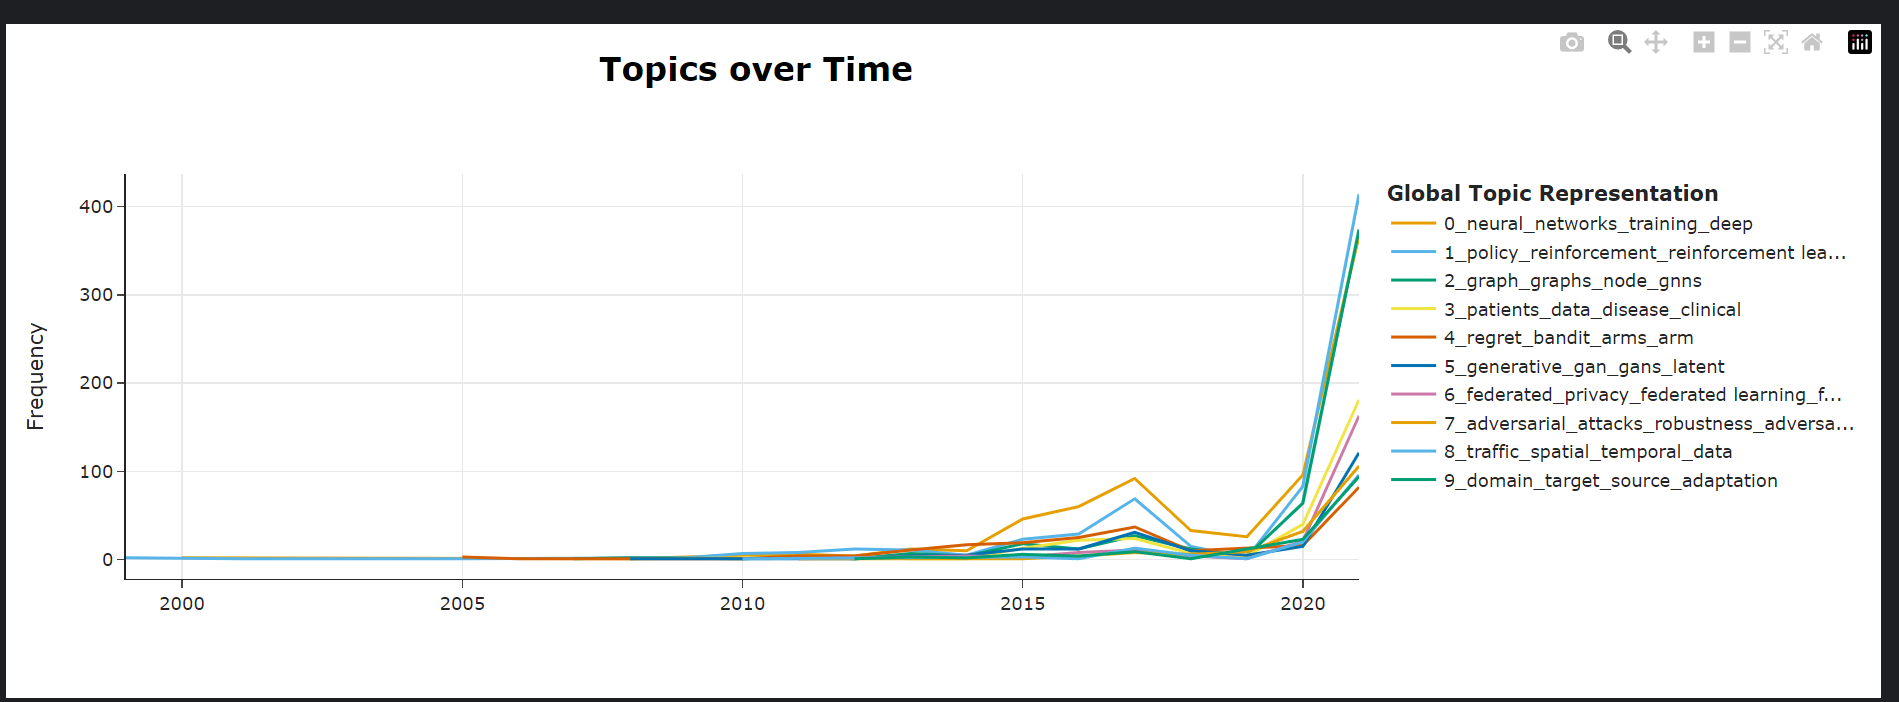 Topics over Time
Frequency
400
300
200
100
0
2000
2005
2010
2015
2020
Global Topic Representation
0_neural_networks_training_deep
1_policy_reinforcement_reinforcement lea...
2_graph_graphs_node_gnns
3_patients_data_disease_clinical
4_regret_bandit_arms_arm
5_generative_gan_gans_latent
6_federated_privacy_federated learning_f...
7_adversarial_attacks_robustness_adversa...
8_traffic_spatial_temporal_data
9_domain_target_source_adaptation